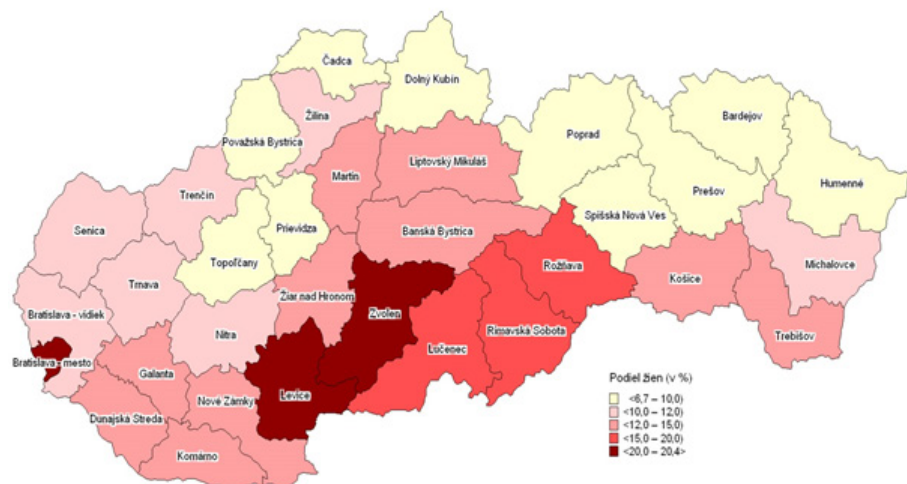 Čadca
Dolný Kubín
Žilina
Považská Bystrica
Bardejov
Poprad
Martin
Liptovský Mikuláš
Trenčín
Prešov
Humenné
Spišská Nová Ves
Prievidza
Senica
Banská Bystrica
Topoľčany
Rožňava
Michalovce
Košice
Trnava
Žiar nad Hronom
Bratislava - vidiek
Zvolen
Nitra
Rimavská Sobota
Lučenec
Trebišov
Bratislava - mesto
Galanta
Levice
Nové Zámky
Dunajská Streda
Komárno
Podiel žien (v %)
<6,7 – 10,0)
<10,0 – 12,0)
<12,0 – 15,0)
<15,0 – 20,0)
<20,0 – 20,4>